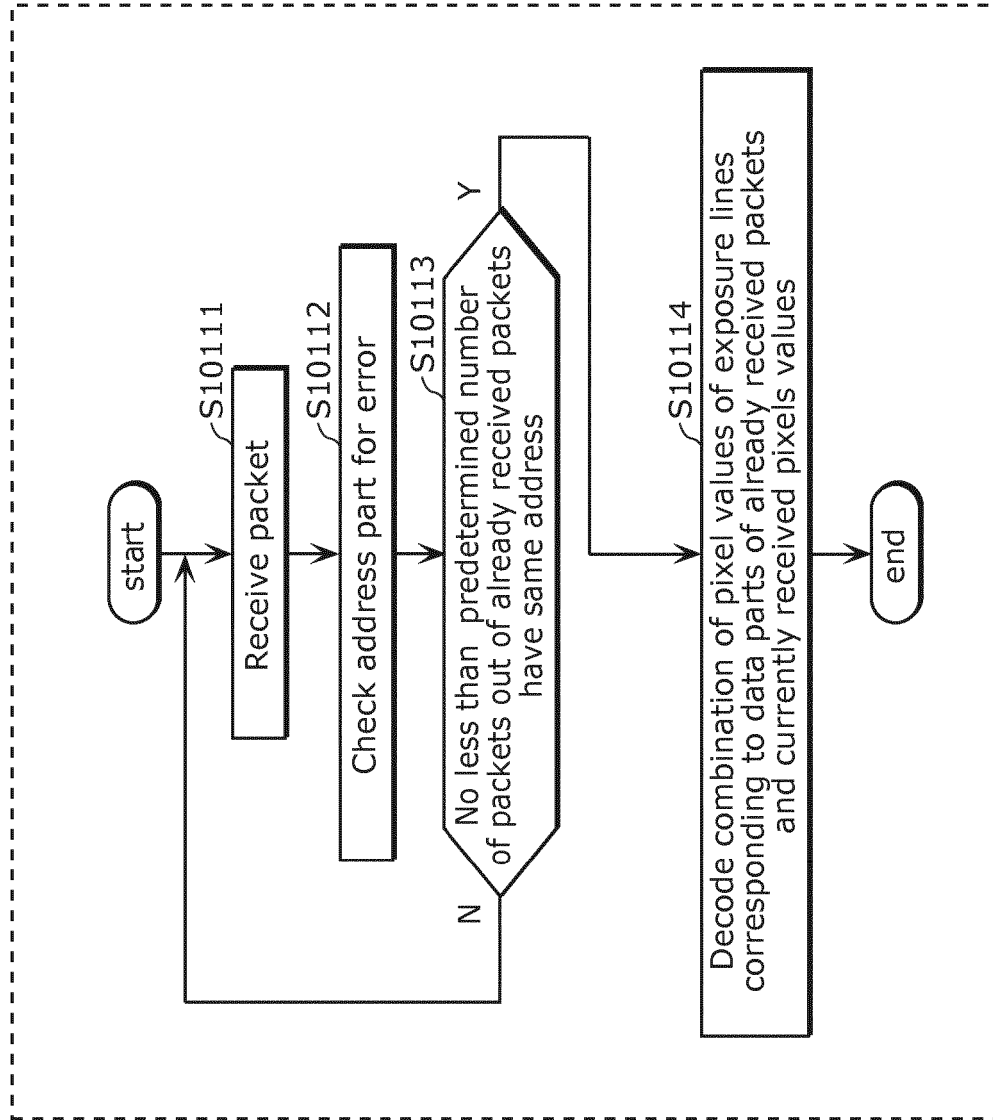 start
S10111
Receive packet
S10112
Check address part for error
S10113
No less than predetermined number
of packets out of already received packets
have same address
N
Y
S10114
Decode combination of pixel values of exposure lines
corresponding to data parts of already received packets
and currently received pixels values
end